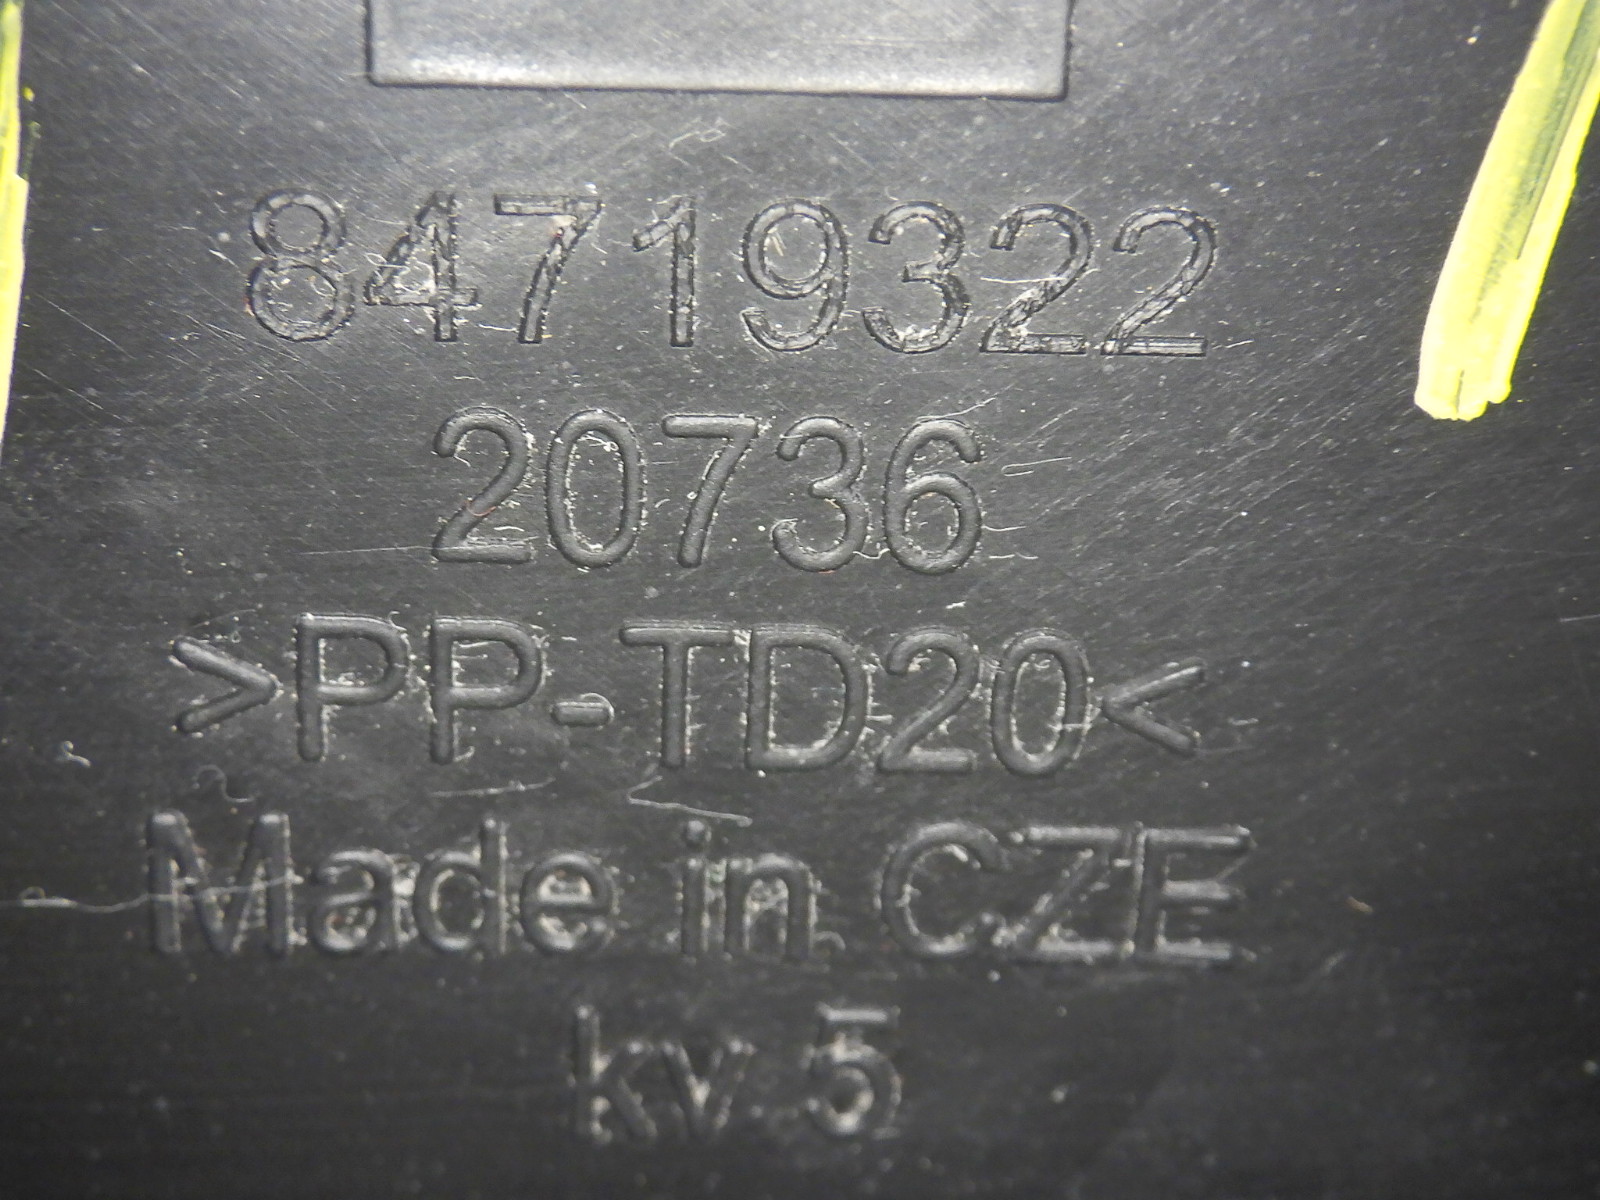 84719322
20736
>PP-TD20<
Made in CZE
kv 5